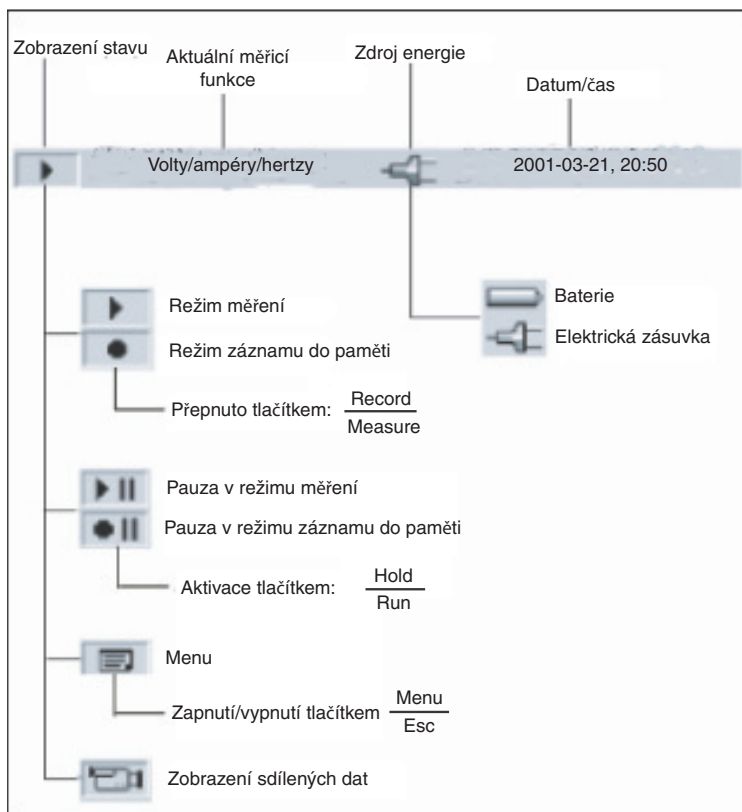 Zobrazení stavu
Aktuální měřicí
funkce
Zdroj energie
Datum/čas
Volty/ampéry/hertzy
2001-03-21, 20:50
Režim měření
Režim záznamu do paměti
Přepnuto tlačítkem: Record
Measure
Baterie
Elektrická zásuvka
Pauza v režimu měření
Pauza v režimu záznamu do paměti
Aktivace tlačítkem: Hold
Run
Menu
Zapnutí/vypnutí tlačítkem Menu
Esc
Zobrazení sdílených dat